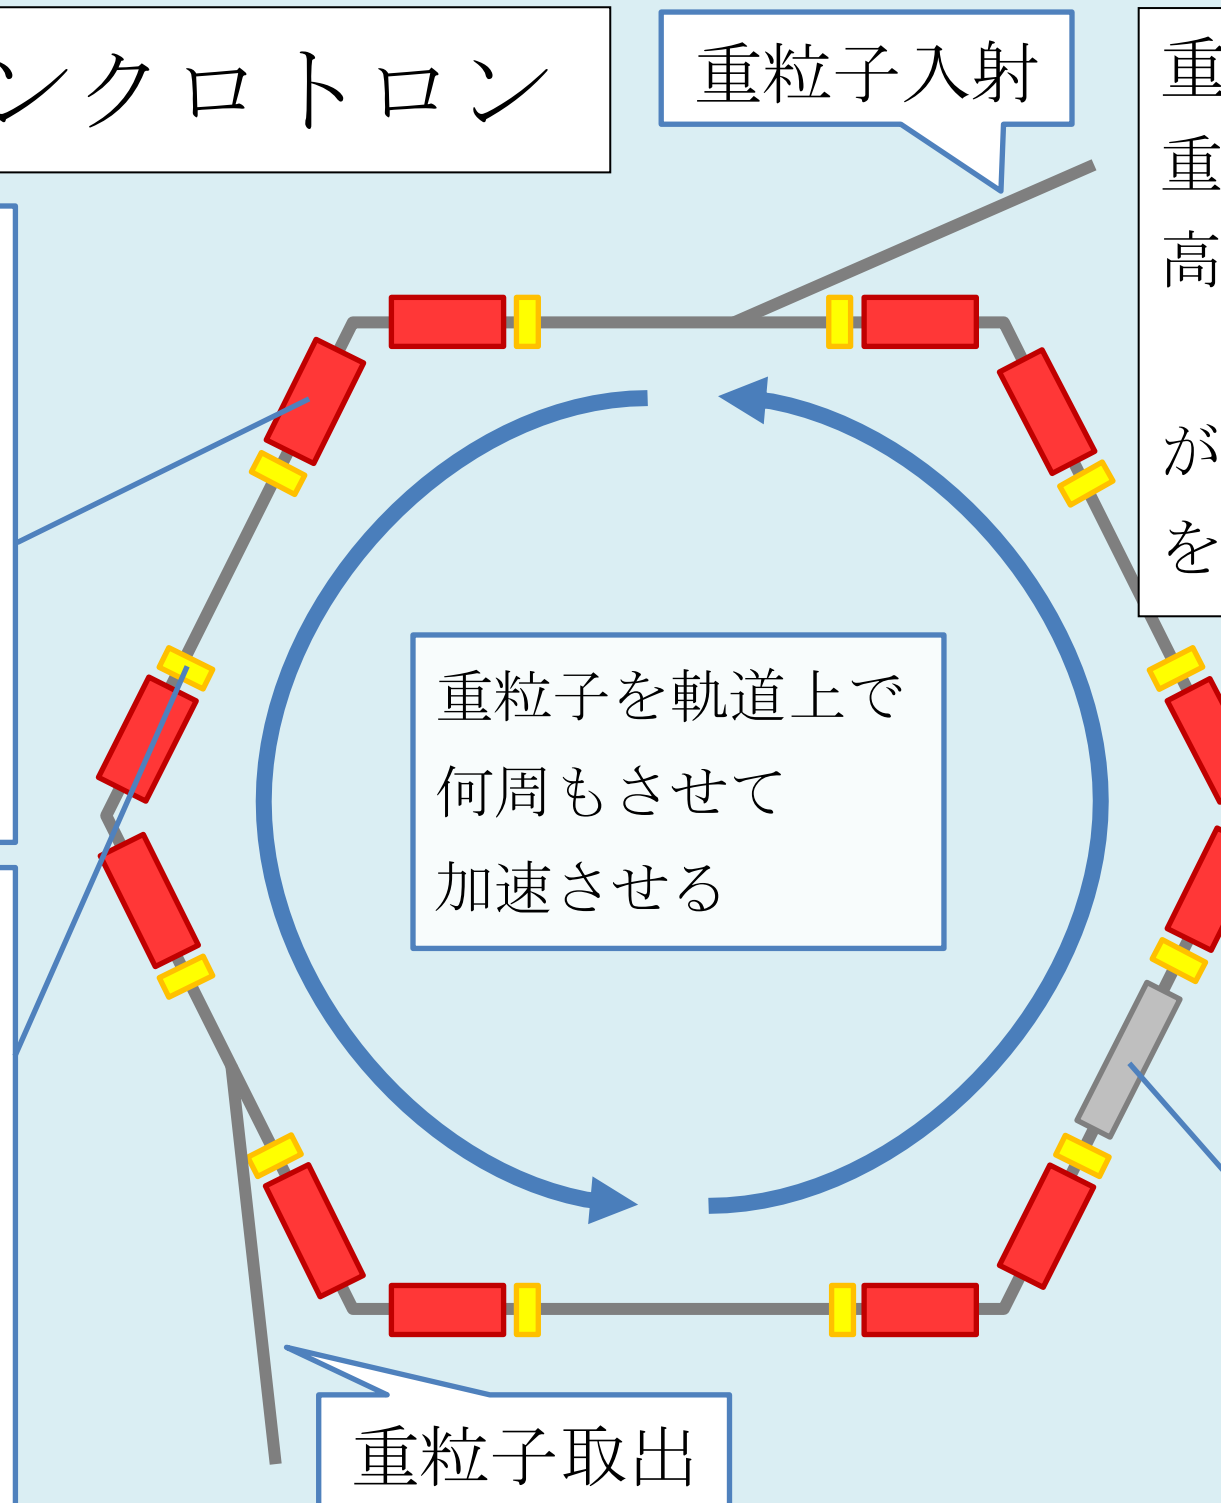 ンクロトロン
重粒子入射
重
重
高
が
を
重粒子を軌道上で
何周もさせて
加速させる
重粒子取出